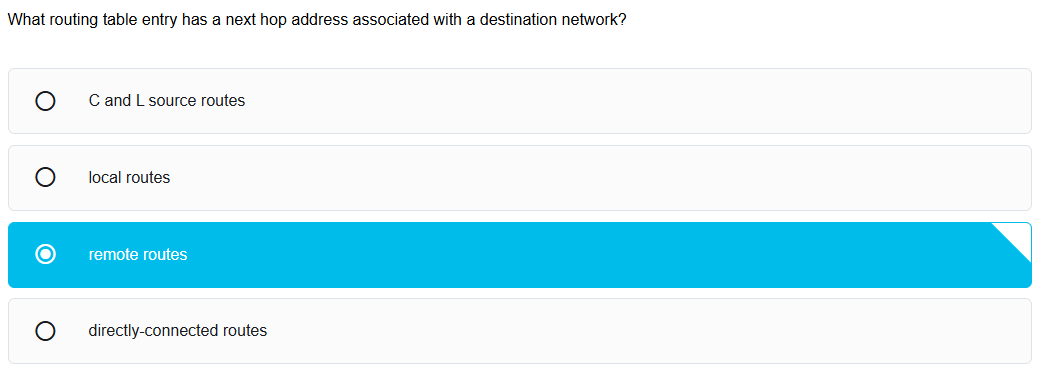 What routing table entry has a next hop address associated with a destination network?
C and L source routes
local routes
remote routes
directly-connected routes